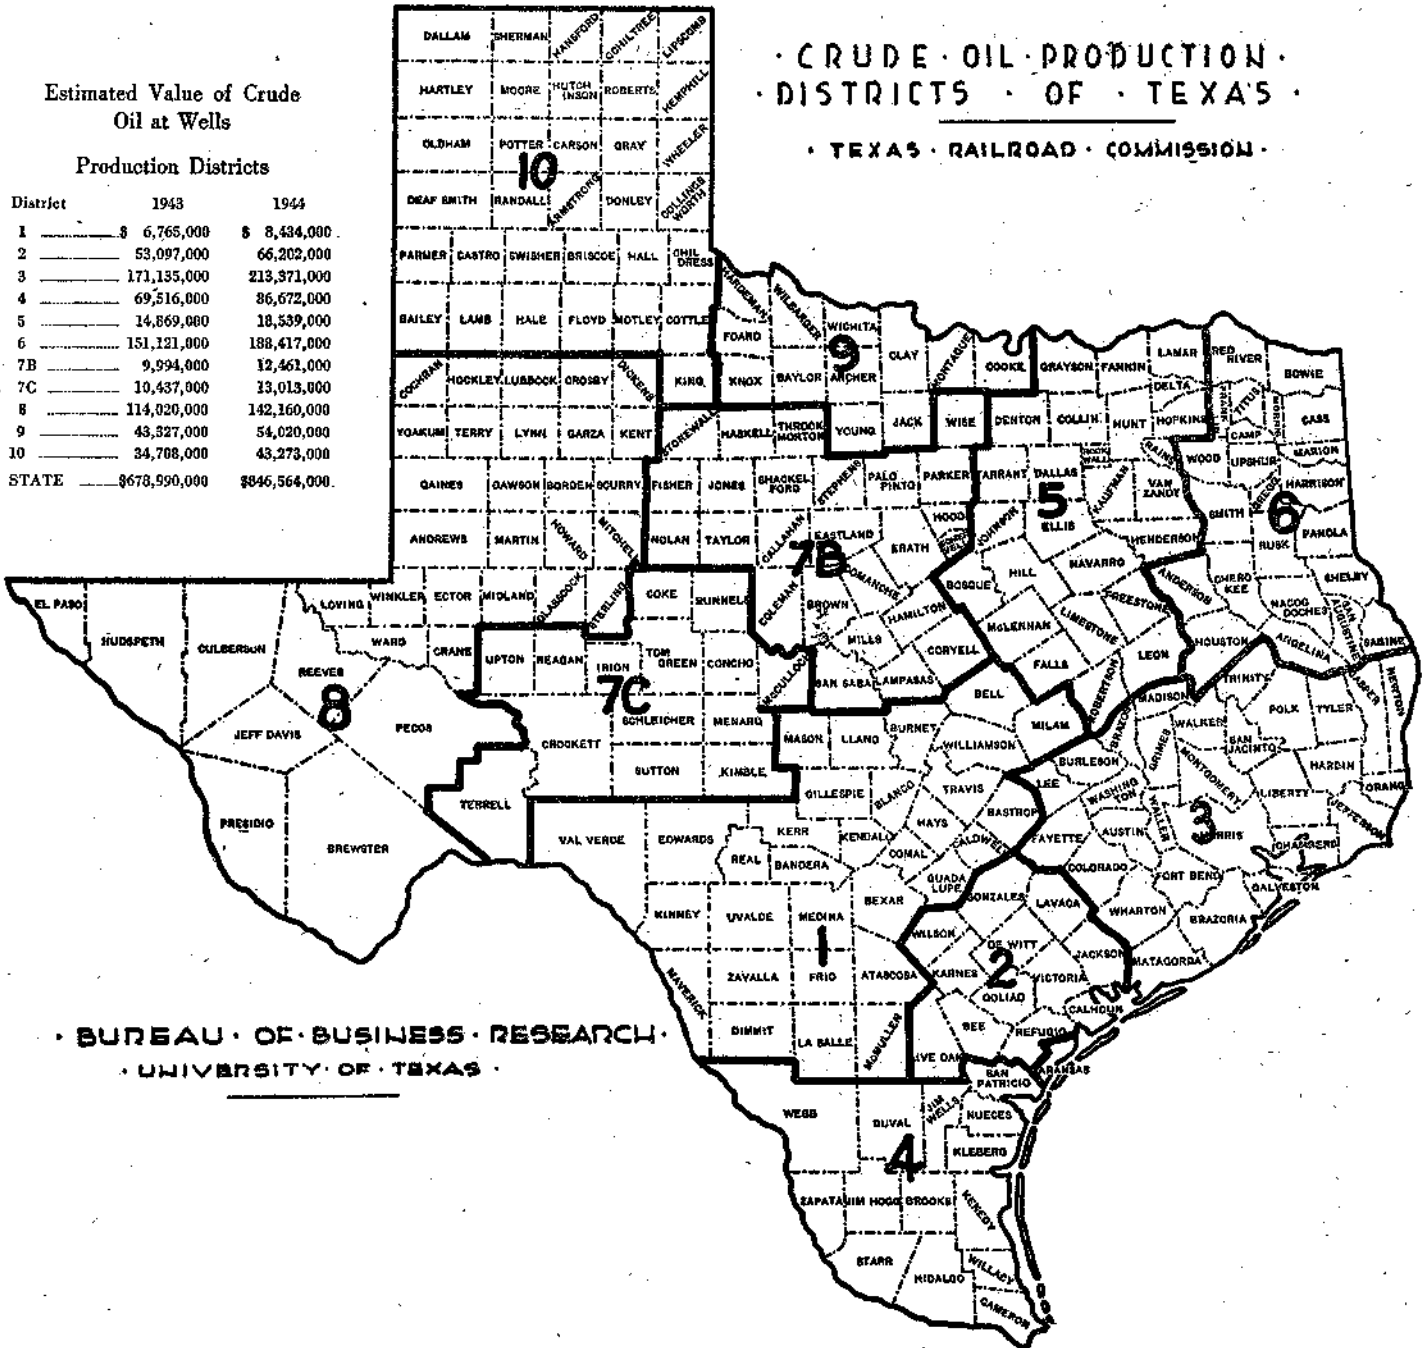 · CRUDE · OIL · PRODUCTION ·
· DISTRICTS · OF · TEXAS ·
· TEXAS · RAILROAD · COMMISSION ·
Estimated Value of Crude
Oil at Wells
Production Districts
District 1943 1944
1 $ 6,765,000 $ 8,434,000
2 53,097,000 66,202,000
3 171,135,000 213,371,000
4 69,516,000 86,672,000
5 14,869,000 18,539,000
6 151,121,000 188,417,000
7B 9,994,000 12,461,000
7C 10,437,000 13,013,000
8 114,020,000 142,160,000
9 43,327,000 54,020,000
10 34,708,000 43,273,000
STATE $678,990,000 $846,564,000
DALLAM SHERMAN HANSFORD OCHILTREE LIPSCOMB
HARTLEY MOORE HUTCHINSON ROBERTS HEMPHILL
OLDHAM POTTER CARSON GRAY WHEELER
10
DEAF SMITH RANDALL ARMSTRONG DONLEY COLLINGSWORTH
PARMER CASTRO SWISHER BRISCOE HALL CHILDRESS
BAILEY LAMB HALE FLOYD MOTLEY COTTLE
HARDEMAN WILBARGER WICHITA FOARD CLAY MONTAGUE COOKE GRAYSON FANNIN LAMAR RED RIVER BOWIE
9
COCHRAN HOCKLEY LUBBOCK CROSBY DICKENS KING KNOX BAYLOR ARCHER DELTA FRANKLIN TITUS MORRIS CASS
YOAKUM TERRY LYNN GARZA KENT STONEWALL HASKELL THROCKMORTON YOUNG JACK WISE DENTON COLLIN HUNT HOPKINS CAMP MARION
RAINS WOOD UPSHUR HARRISON
GAINES DAWSON BORDEN SCURRY FISHER JONES SHACKELFORD STEPHENS PALO PINTO PARKER TARRANT DALLAS ROCKWALL KAUFMAN VAN ZANDT SMITH GREGG
5
6
ANDREWS MARTIN HOWARD MITCHELL NOLAN TAYLOR CALLAHAN EASTLAND ERATH HOOD SOMERVELL JOHNSON ELLIS HENDERSON RUSK PANOLA
7B
EL PASO HUDSPETH CULBERSON LOVING WINKLER ECTOR MIDLAND GLASSCOCK STERLING COKE RUNNELS COLEMAN BROWN COMANCHE HAMILTON BOSQUE HILL NAVARRO FREESTONE ANDERSON CHEROKEE NACOGDOCHES SHELBY
REEVES WARD CRANE UPTON REAGAN IRION TOM GREEN CONCHO McCULLOCH MILLS CORYELL McLENNAN LIMESTONE LEON HOUSTON ANGELINA SAN AUGUSTINE SABINE
8
7C
JEFF DAVIS PECOS CROCKETT SCHLEICHER MENARD SAN SABA LAMPASAS BELL FALLS ROBERTSON MADISON TRINITY POLK TYLER JASPER NEWTON
SUTTON KIMBLE MASON LLANO BURNET WILLIAMSON MILAM BRAZOS BURLESON GRIMES WALKER SAN JACINTO HARDIN ORANGE
PRESIDIO BREWSTER TERRELL VAL VERDE EDWARDS KERR GILLESPIE BLANCO TRAVIS BASTROP LEE WASHINGTON MONTGOMERY LIBERTY JEFFERSON
REAL BANDERA KENDALL HAYS COMAL CALDWELL FAYETTE AUSTIN WALLER HARRIS CHAMBERS
3
KINNEY UVALDE MEDINA BEXAR GUADALUPE GONZALES LAVACA COLORADO WHARTON FORT BEND BRAZORIA GALVESTON
1
MAVERICK ZAVALLA FRIO ATASCOSA WILSON KARNES DE WITT VICTORIA JACKSON MATAGORDA
2
DIMMIT LA SALLE McMULLEN LIVE OAK BEE GOLIAD REFUGIO CALHOUN
SAN PATRICIO ARANSAS
WEBB DUVAL JIM WELLS NUECES
KLEBERG
4
ZAPATA JIM HOGG BROOKS KENEDY
STARR HIDALGO WILLACY
CAMERON
· BUREAU · OF · BUSINESS · RESEARCH ·
· UNIVERSITY · OF · TEXAS ·